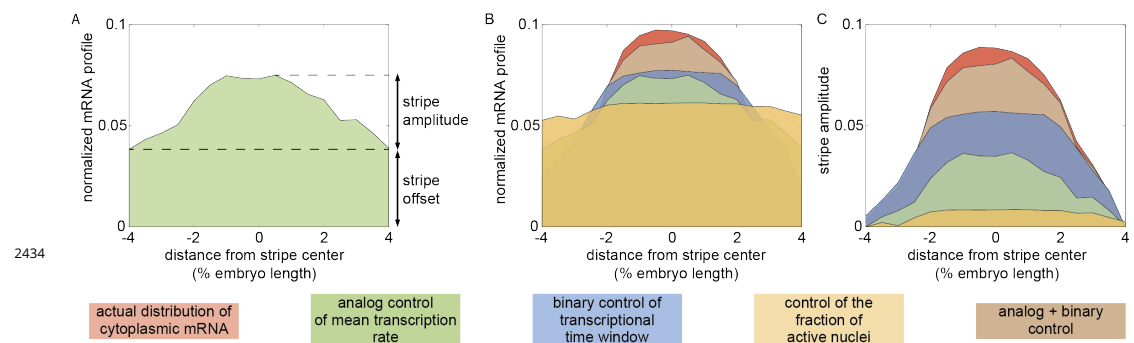 A
normalized mRNA profile
0.1
0.05
0
-4
-2
0
2
4
distance from stripe center
(% embryo length)
stripe
amplitude
stripe
offset
B
normalized mRNA profile
0.1
0.05
0
-4
-2
0
2
4
distance from stripe center
(% embryo length)
C
stripe amplitude
0.1
0.05
0
-4
-2
0
2
4
distance from stripe center
(% embryo length)
2434
actual distribution of
cytoplasmic mRNA
analog control
of mean transcription
rate
binary control of
transcriptional
time window
control of the
fraction of
active nuclei
analog + binary
control